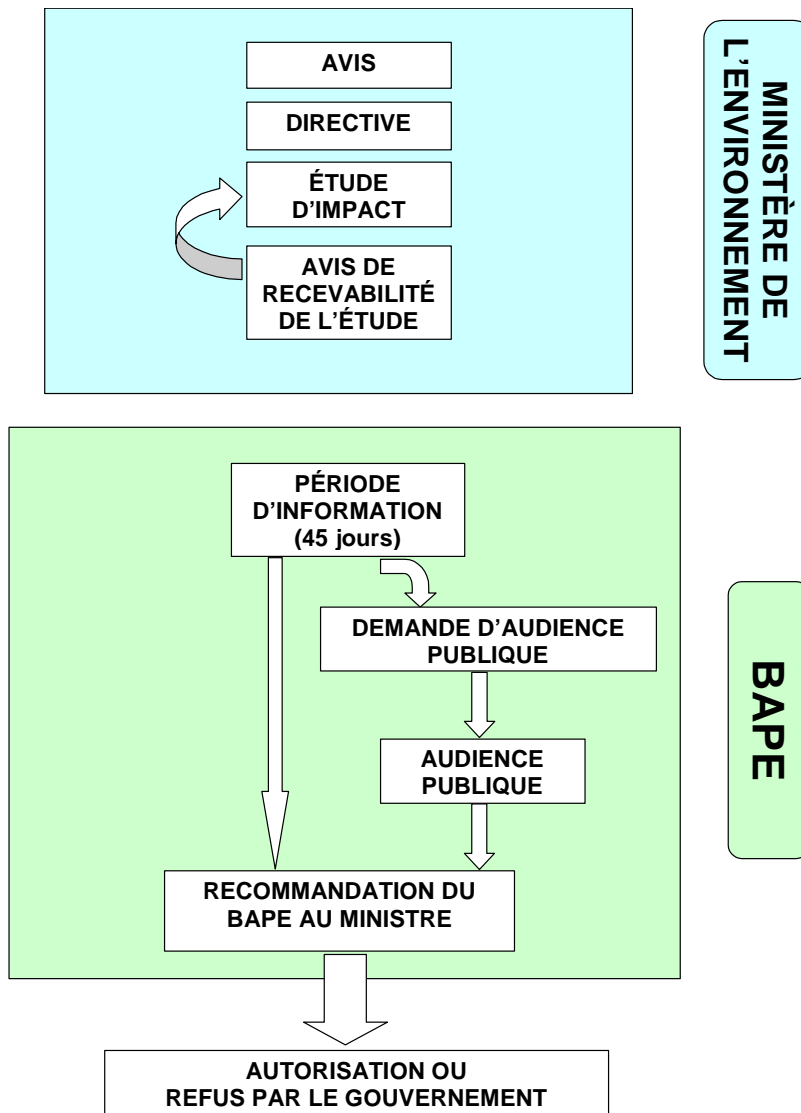 AVIS
DIRECTIVE
ÉTUDE
D’IMPACT
AVIS DE
RECEVABILITÉ
DE L’ÉTUDE
MINISTÈRE DE
L’ENVIRONNEMENT
PÉRIODE
D’INFORMATION
(45 jours)
DEMANDE D’AUDIENCE
PUBLIQUE
AUDIENCE
PUBLIQUE
RECOMMANDATION DU
BAPE AU MINISTRE
BAPE
AUTORISATION OU
REFUS PAR LE GOUVERNEMENT